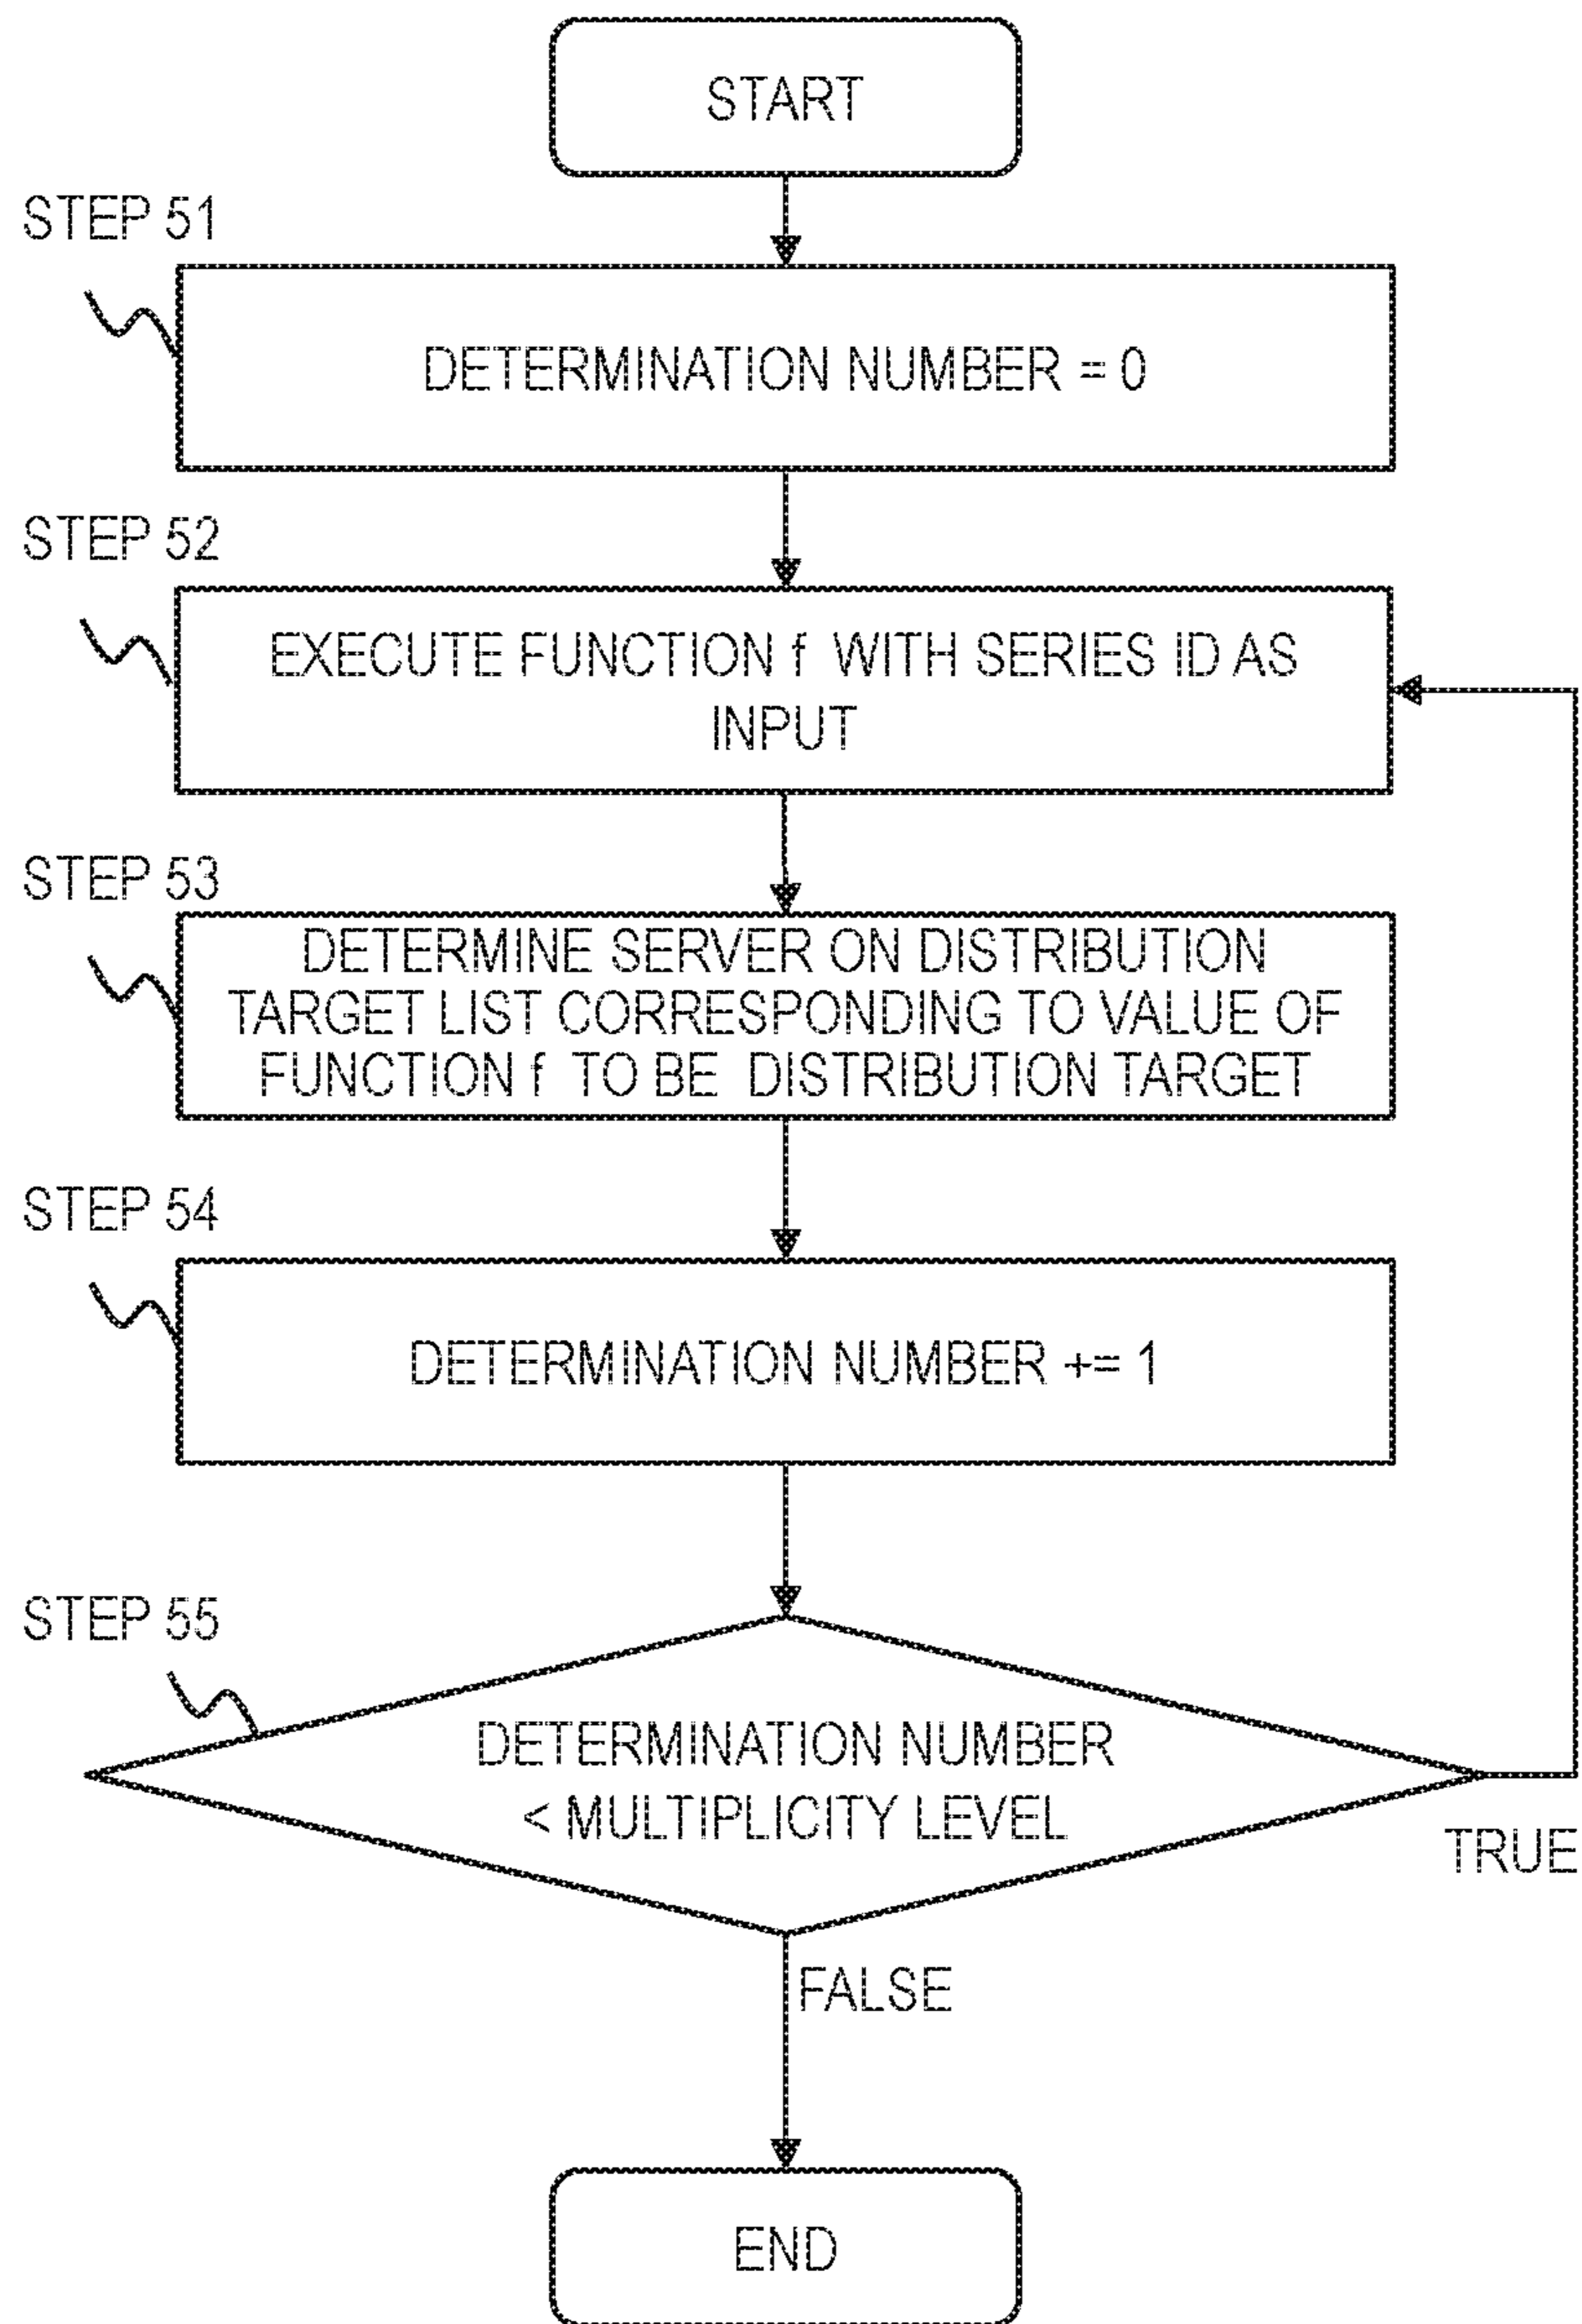 START
STEP 51
DETERMINATION NUMBER = 0
STEP 52
EXECUTE FUNCTION f WITH SERIES ID AS
INPUT
STEP 53
DETERMINE SERVER ON DISTRIBUTION
TARGET LIST CORRESPONDING TO VALUE OF
FUNCTION f TO BE DISTRIBUTION TARGET
STEP 54
DETERMINATION NUMBER += 1
STEP 55
DETERMINATION NUMBER
< MULTIPLICITY LEVEL
TRUE
FALSE
END